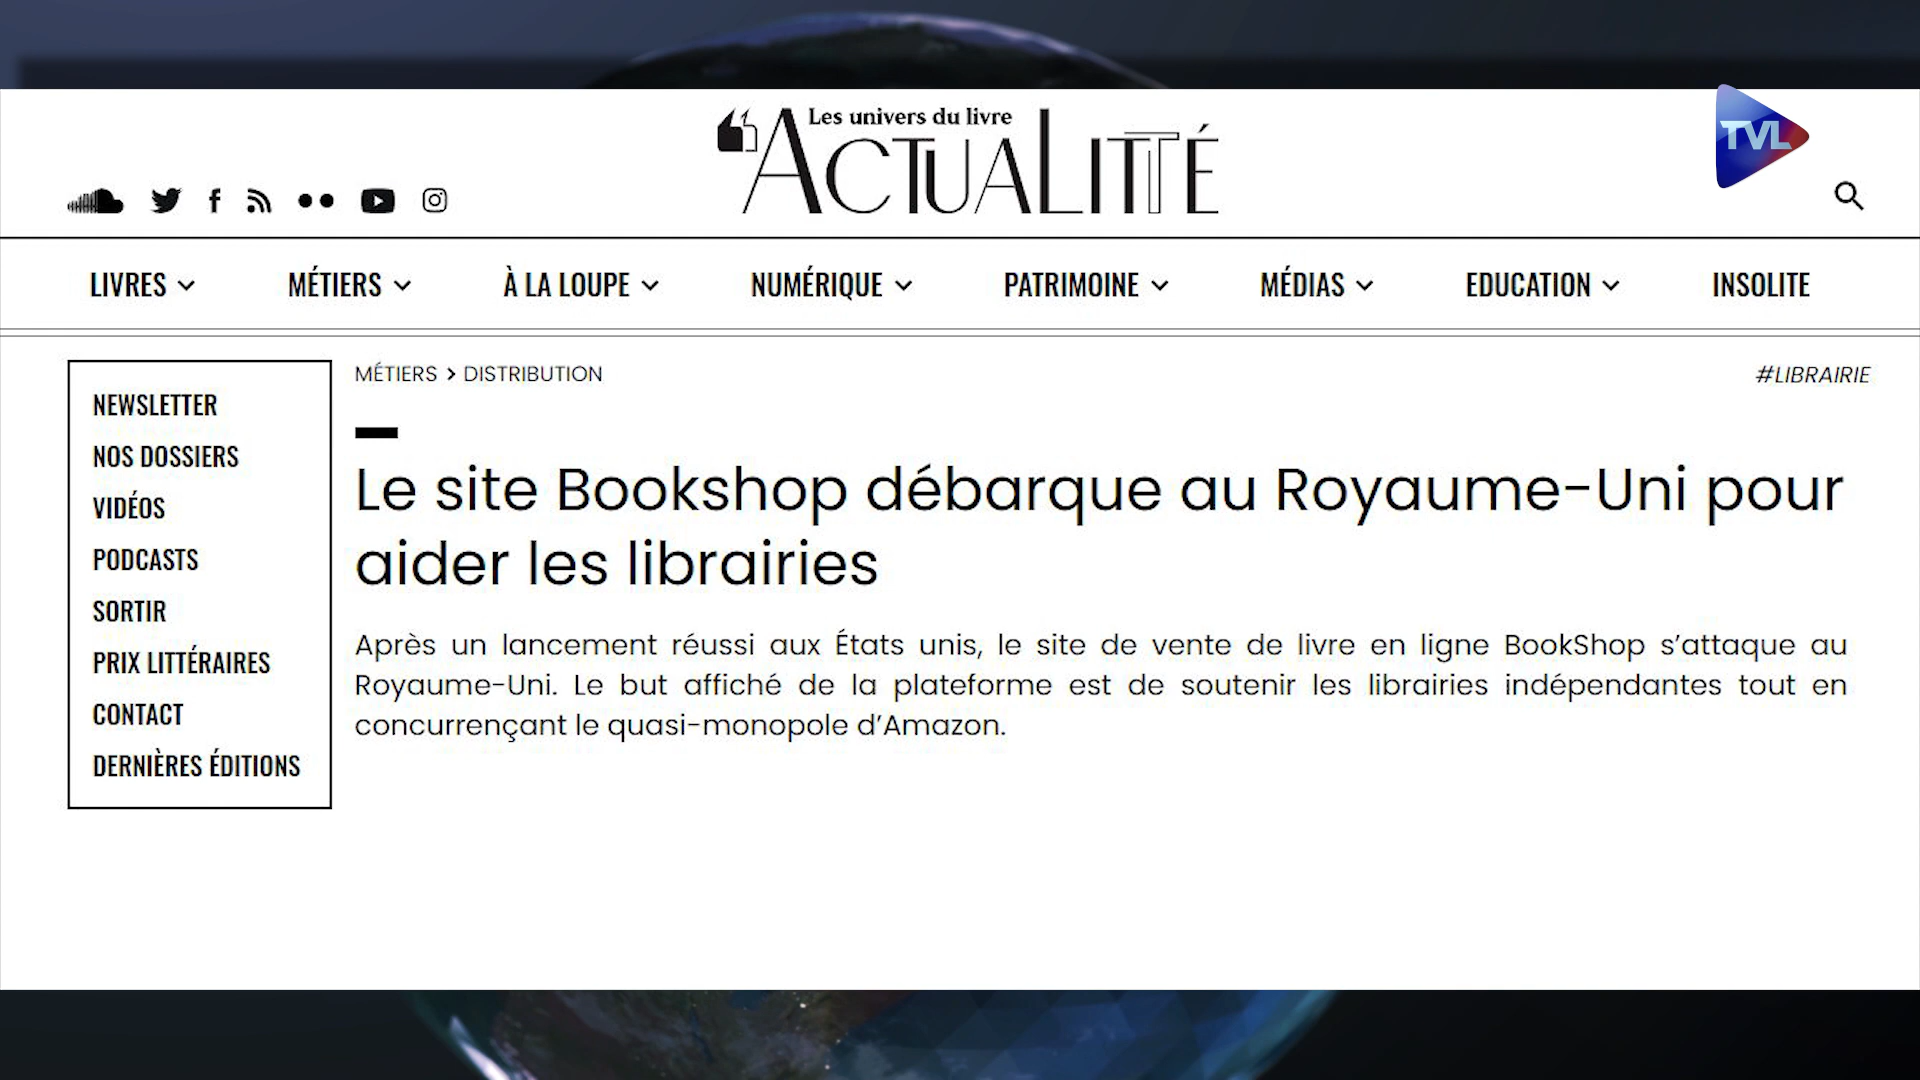 Les univers du livre
ACTUALITTÉ
TVL
LIVRES
MÉTIERS
À LA LOUPE
NUMÉRIQUE
PATRIMOINE
MÉDIAS
EDUCATION
INSOLITE
NEWSLETTER
NOS DOSSIERS
VIDÉOS
PODCASTS
SORTIR
PRIX LITTÉRAIRES
CONTACT
DERNIÈRES ÉDITIONS
MÉTIERS > DISTRIBUTION
#LIBRAIRIE
Le site Bookshop débarque au Royaume-Uni pour
aider les librairies
Après un lancement réussi aux États unis, le site de vente de livre en ligne BookShop s’attaque au
Royaume-Uni. Le but affiché de la plateforme est de soutenir les librairies indépendantes tout en
concurrençant le quasi-monopole d’Amazon.